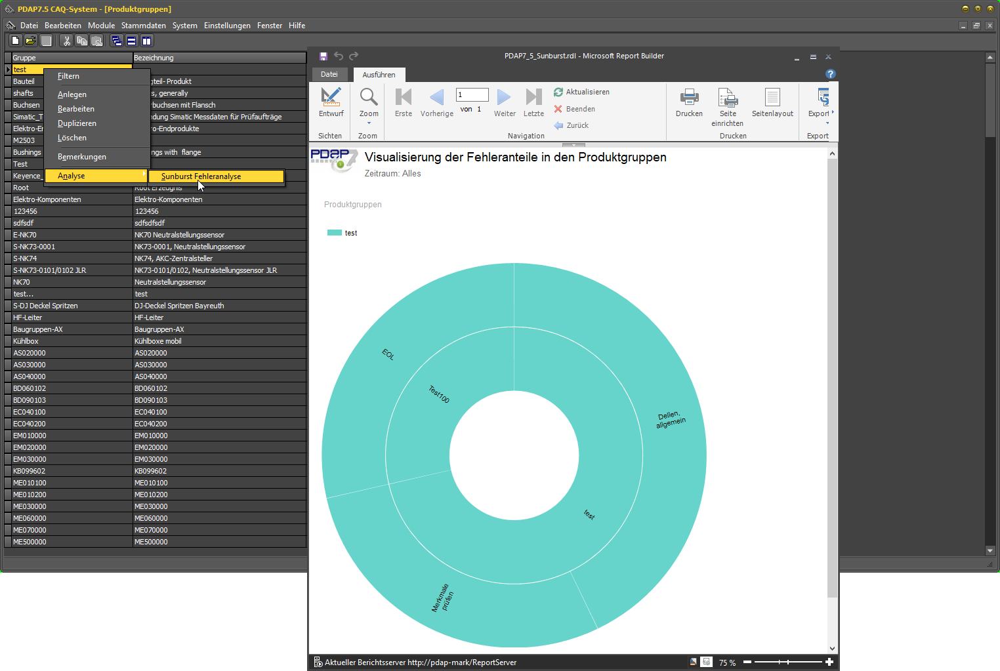 PDAP7.5 CAQ-System - [Produktgruppen]
Datei Bearbeiten Module Stammdaten System Einstellungen Fenster Hilfe
Gruppe Bezeichnung
test
Bauteil gteil- Produkt
shafts s, generally
Buchsen rbuchsen mit Flansch
Simatic_T ndung Simatic Messdaten für Prüfaufträge
Elektro-Er ro-Endprodukte
M2503
Bushings ngs with flange
Test
Keyence_
Root Root Erzeugnis
Elektro-Komponenten Elektro-Komponenten
123456 123456
sdfsdf sdfsdfsdf
E-NK70 NK70 Neutralstellungssensor
S-NK73-0001 NK73-0001, Neutralstellungssensor
S-NK74 NK74, AKC-Zentralsteller
S-NK73-0101/0102 JLR NK73-0101/0102, Neutralstellungssensor JLR
NK70 Neutralstellungssensor
test... test
S-DJ Deckel Spritzen DJ-Deckel Spritzen Bayreuth
HF-Leiter HF-Leiter
Baugruppen-AX Baugruppen-AX
Kühlbox Kühlboxe mobil
AS020000 AS020000
AS030000 AS030000
AS040000 AS040000
BD060102 BD060102
BD090103 BD090103
EC040100 EC040100
EC040200 EC040200
EM010000 EM010000
EM020000 EM020000
EM030000 EM030000
KB099602 KB099602
ME010100 ME010100
ME010200 ME010200
ME030000 ME030000
ME060000 ME060000
ME070000 ME070000
ME500000 ME500000
Filtern
Anlegen
Bearbeiten
Duplizieren
Löschen
Bemerkungen
Analyse
Sunburst Fehleranalyse
PDAP7_5_Sunburst.rdl - Microsoft Report Builder
Datei Ausführen
Entwurf
Sichten
Zoom
Zoom
Erste Vorherige
1
von 1
Weiter Letzte
Aktualisieren
Beenden
Zurück
Navigation
Drucken Seite einrichten Seitenlayout
Drucken
Export
Export
PDAP7
Visualisierung der Fehleranteile in den Produktgruppen
Zeitraum: Alles
Produktgruppen
test
EOL
Test100
Dellen,
allgemein
test
Merkmale
prüfen
Aktueller Berichtsserver http://pdap-mark/ReportServer
75 %